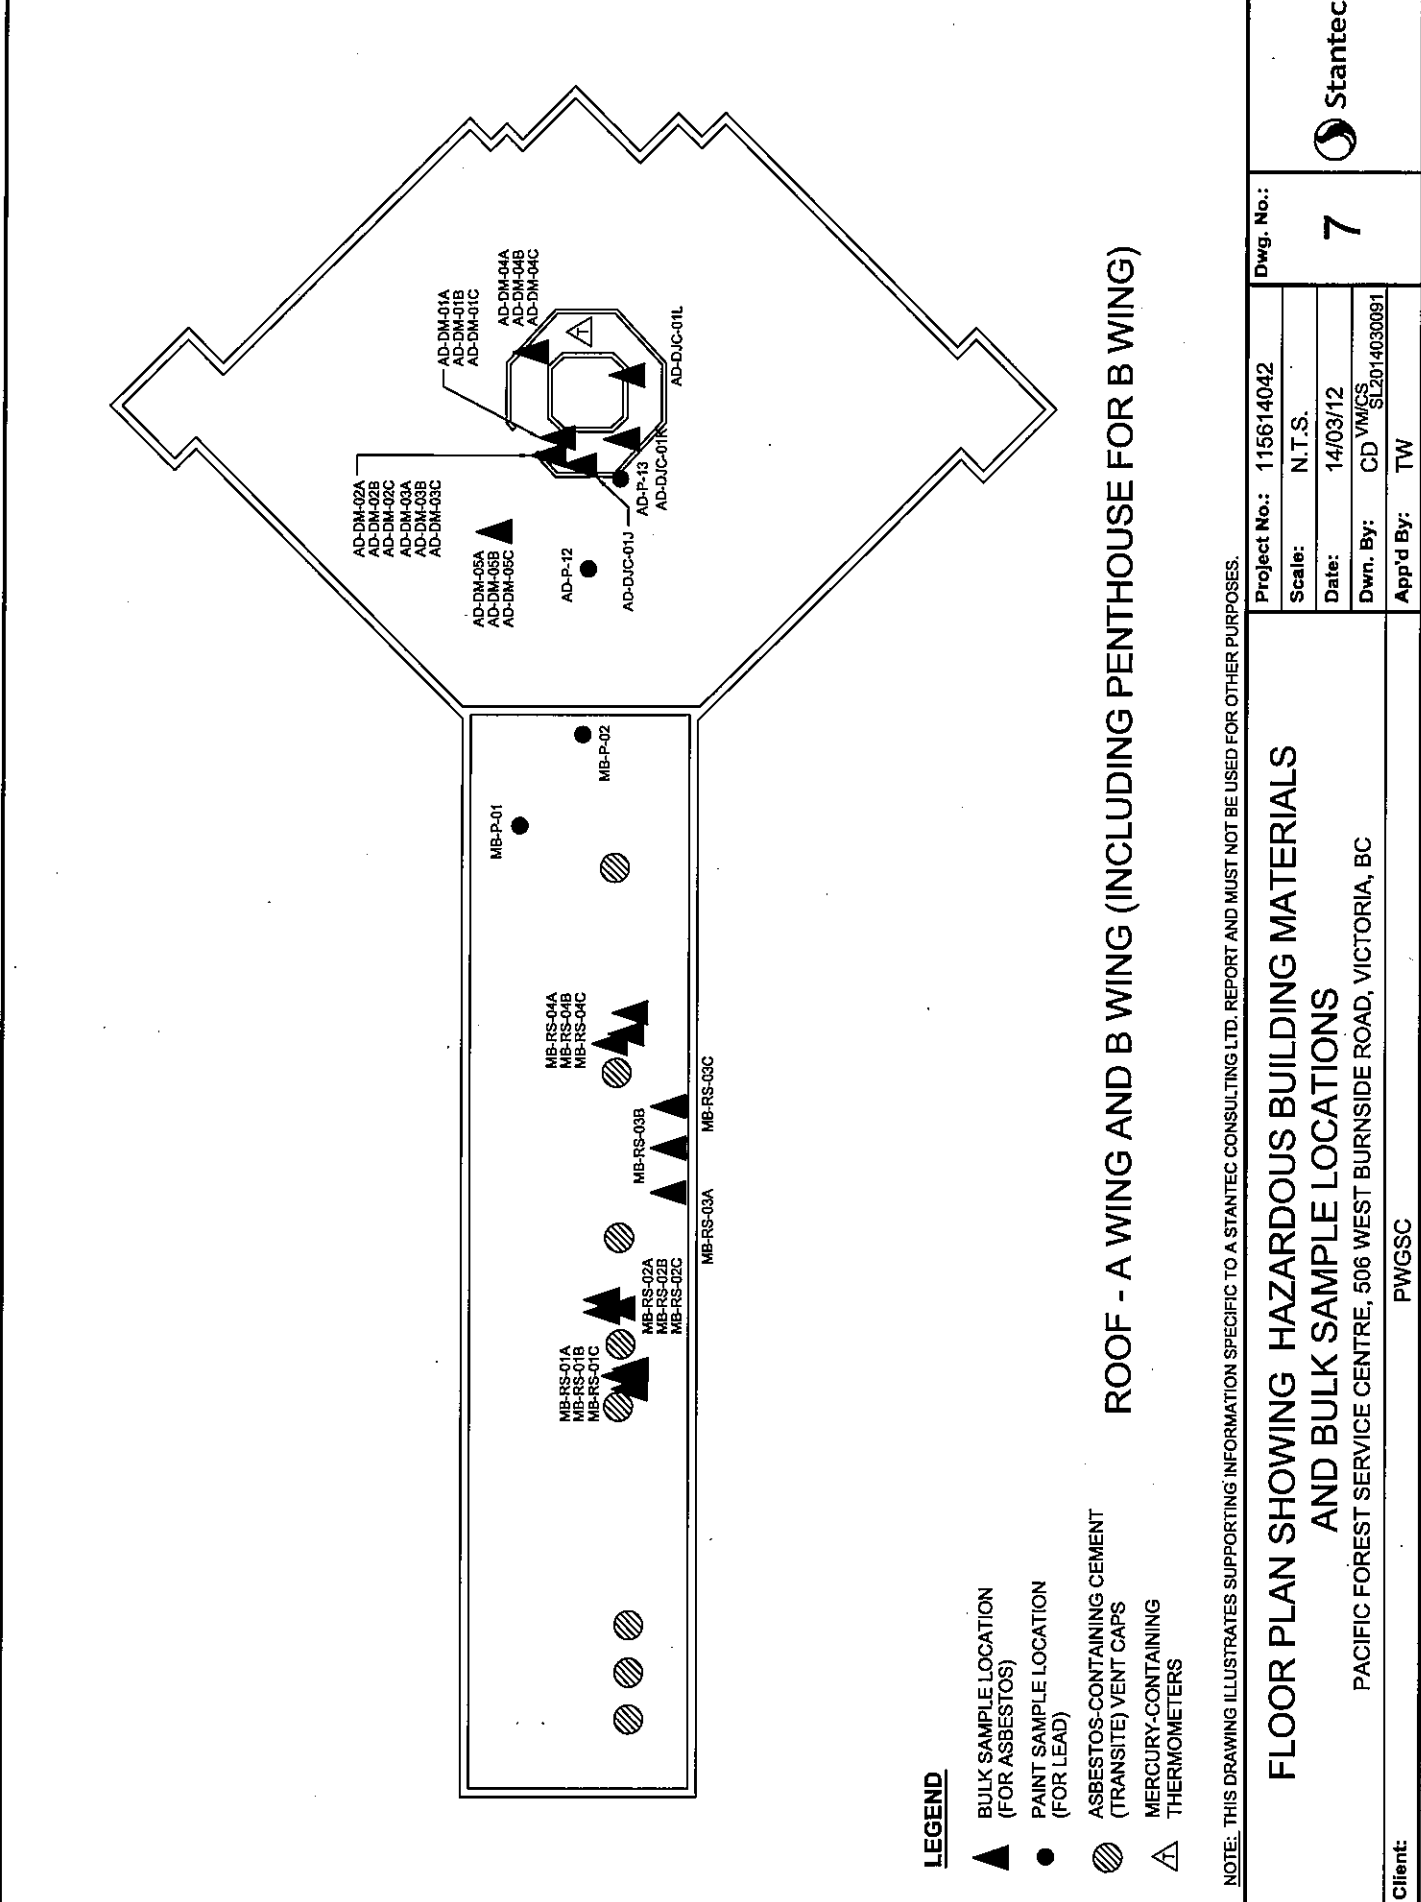 AD-DM-01A
AD-DM-01B
AD-DM-01C
AD-DM-04A
AD-DM-04B
AD-DM-04C
AD-DM-02A
AD-DM-02B
AD-DM-02C
AD-DM-03A
AD-DM-03B
AD-DM-03C
AD-DM-05A
AD-DM-05B
AD-DM-05C
AD-P-12
AD-DJC-01J
AD-P-13
AD-DJC-01K
AD-DJC-01L
T
MB-P-01
MB-P-02
MB-RS-04A
MB-RS-04B
MB-RS-04C
MB-RS-03B
MB-RS-03C
MB-RS-03A
MB-RS-02A
MB-RS-02B
MB-RS-02C
MB-RS-01A
MB-RS-01B
MB-RS-01C
LEGEND
BULK SAMPLE LOCATION
(FOR ASBESTOS)
PAINT SAMPLE LOCATION
(FOR LEAD)
ASBESTOS-CONTAINING CEMENT
(TRANSITE) VENT CAPS
T
MERCURY-CONTAINING
THERMOMETERS
ROOF - A WING AND B WING (INCLUDING PENTHOUSE FOR B WING)
NOTE: THIS DRAWING ILLUSTRATES SUPPORTING INFORMATION SPECIFIC TO A STANTEC CONSULTING LTD. REPORT AND MUST NOT BE USED FOR OTHER PURPOSES.
FLOOR PLAN SHOWING HAZARDOUS BUILDING MATERIALS
AND BULK SAMPLE LOCATIONS
PACIFIC FOREST SERVICE CENTRE, 506 WEST BURNSIDE ROAD, VICTORIA, BC
Client: PWGSC
Project No.: 115614042
Scale: N.T.S.
Date: 14/03/12
Dwn. By: CD VM/CS
SL2014030091
App'd By: TW
Dwg. No.:
7
Stantec